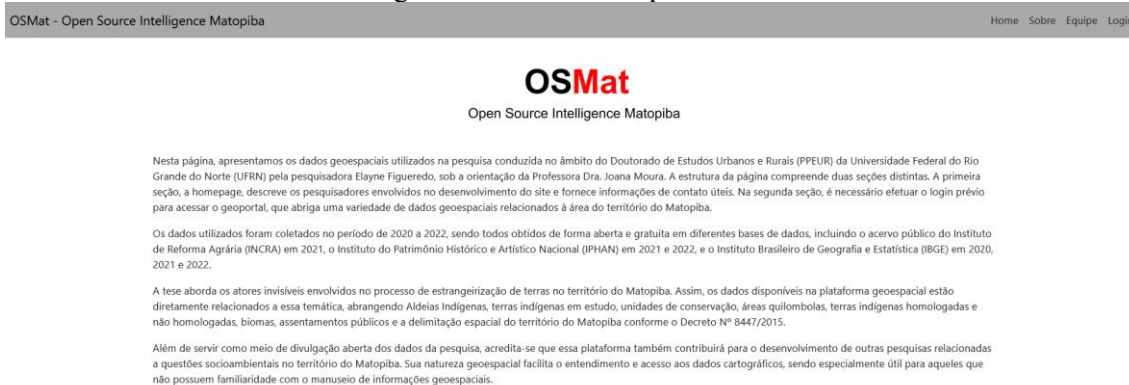 OSMat - Open Source Intelligence Matopiba
Home Sobre Equipe Login
OSMat
Open Source Intelligence Matopiba
Nesta página, apresentamos os dados geoespaciais utilizados na pesquisa conduzida no âmbito do Doutorado de Estudos Urbanos e Rurais (PPEUR) da Universidade Federal do Rio
Grande do Norte (UFRN) pela pesquisadora Elayne Figueredo, sob a orientação da Professora Dra. Joana Moura. A estrutura da página compreende duas seções distintas. A primeira
seção, a homepage, descreve os pesquisadores envolvidos no desenvolvimento do site e fornece informações de contato úteis. Na segunda seção, é necessário efetuar o login prévio
para acessar o geoportal, que abriga uma variedade de dados geoespaciais relacionados à área do território do Matopiba.
Os dados utilizados foram coletados no período de 2020 a 2022, sendo todos obtidos de forma aberta e gratuita em diferentes bases de dados, incluindo o acervo público do Instituto
de Reforma Agrária (INCRA) em 2021, o Instituto do Patrimônio Histórico e Artístico Nacional (IPHAN) em 2021 e 2022, e o Instituto Brasileiro de Geografia e Estatística (IBGE) em 2020,
2021 e 2022.
A tese aborda os atores invisíveis envolvidos no processo de estrangeirização de terras no território do Matopiba. Assim, os dados disponíveis na plataforma geoespacial estão
diretamente relacionados a essa temática, abrangendo Aldeias Indígenas, terras indígenas em estudo, unidades de conservação, áreas quilombolas, terras indígenas homologadas e
não homologadas, biomas, assentamentos públicos e a delimitação espacial do território do Matopiba conforme o Decreto Nº 8447/2015.
Além de servir como meio de divulgação aberta dos dados da pesquisa, acredita-se que essa plataforma também contribuirá para o desenvolvimento de outras pesquisas relacionadas
a questões socioambientais no território do Matopiba. Sua natureza geoespacial facilita o entendimento e acesso aos dados cartográficos, sendo especialmente útil para aqueles que
não possuem familiaridade com o manuseio de informações geoespaciais.